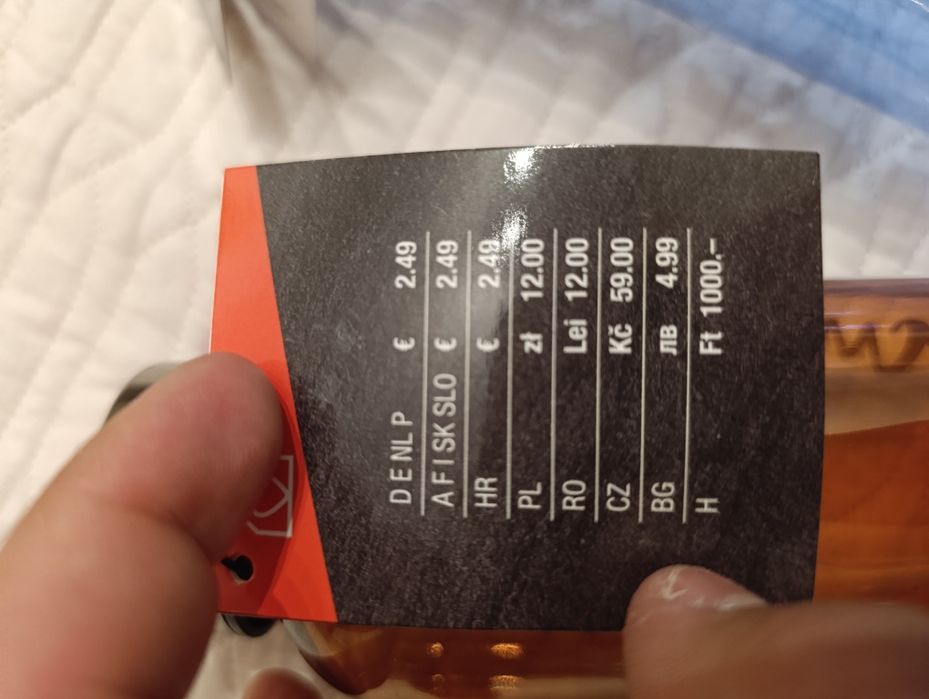 D E NL P € 2.49
A F I SK SLO € 2.49
HR € 2.49
PL zł 12.00
RO Lei 12.00
CZ Kč 59.00
BG лв 4.99
H Ft 1000.–